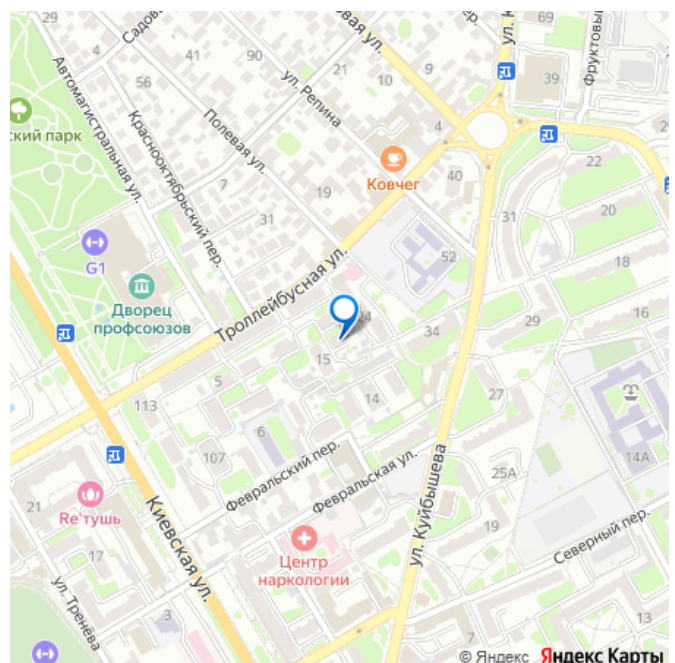 29
4
Садов
41
90
21
10
9
пер.
69
ул. К
Фруктовый
39
56
ул. Репина
овая ул.
Автомагистральная ул.
Краснооктябрьский пер.
Полевая ул.
ский парк
4
2
22
7
19
Ковчег
40
31
20
31
52
18
G1
Дворец
профсоюзов
Троллейбусная ул.
24
34
29
16
15
5
14
27
113
6
107
14А
Февральский пер.
Февральская ул.
25А
21
Re'тушь
Киевская ул.
ул. Куйбышева
19
17
Центр
наркологии
Северный пер.
ул. Тренёва
3
7
13
© Яндекс Яндекс Карты